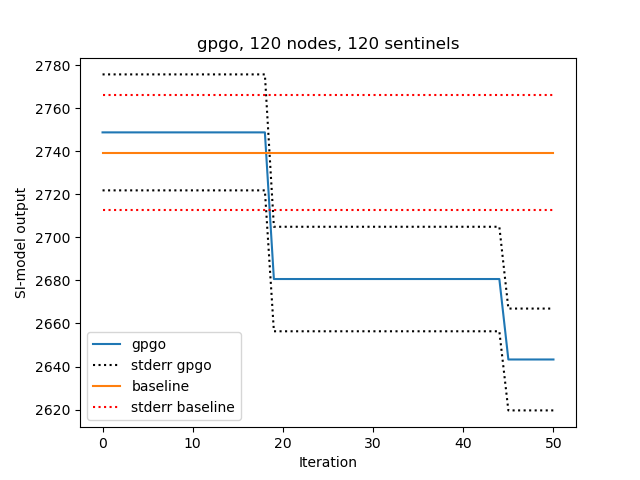 gpgo, 120 nodes, 120 sentinels
2780
2760
2740
2720
2700
2680
2660
2640
2620
SI-model output
gpgo
stderr gpgo
baseline
stderr baseline
0 10 20 30 40 50
Iteration